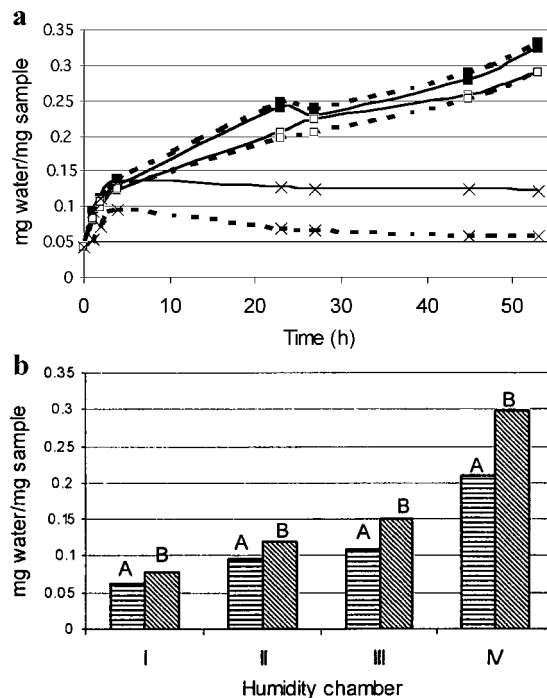 a
0.35
0.3
0.25
0.2
0.15
0.1
0.05
0
mg water/mg sample
0 10 20 30 40 50
Time (h)
b
0.35
0.3
0.25
0.2
0.15
0.1
0.05
0
mg water/mg sample
A B A B A B A B
I II III IV
Humidity chamber